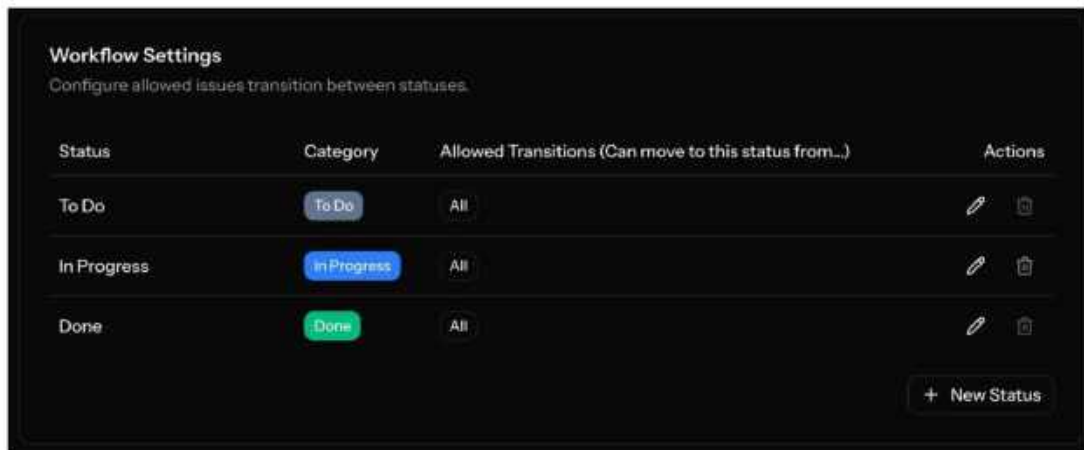 Workflow Settings
Configure allowed issues transition between statuses.
Status Category Allowed Transitions (Can move to this status from...) Actions
To Do To Do All
In Progress In Progress All
Done Done All
+ New Status